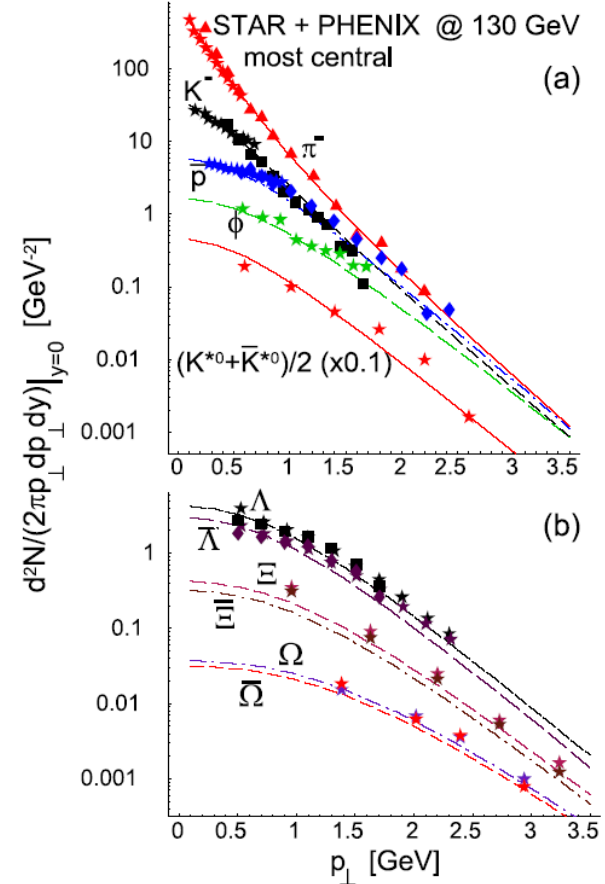 STAR + PHENIX @ 130 GeV
most central
(a)
100
10
1
0.1
0.01
0.001
K⁻
π⁻
p̅
ϕ
(K*⁰+K̅*⁰)/2 (x0.1)
0 0.5 1 1.5 2 2.5 3 3.5
d²N/(2πp⊥dp⊥dy)|y=0 [GeV⁻²]
(b)
1
0.1
0.01
0.001
Λ
Λ̅
Ξ
Ξ̅
Ω
Ω̅
0 0.5 1 1.5 2 2.5 3 3.5
p⊥ [GeV]